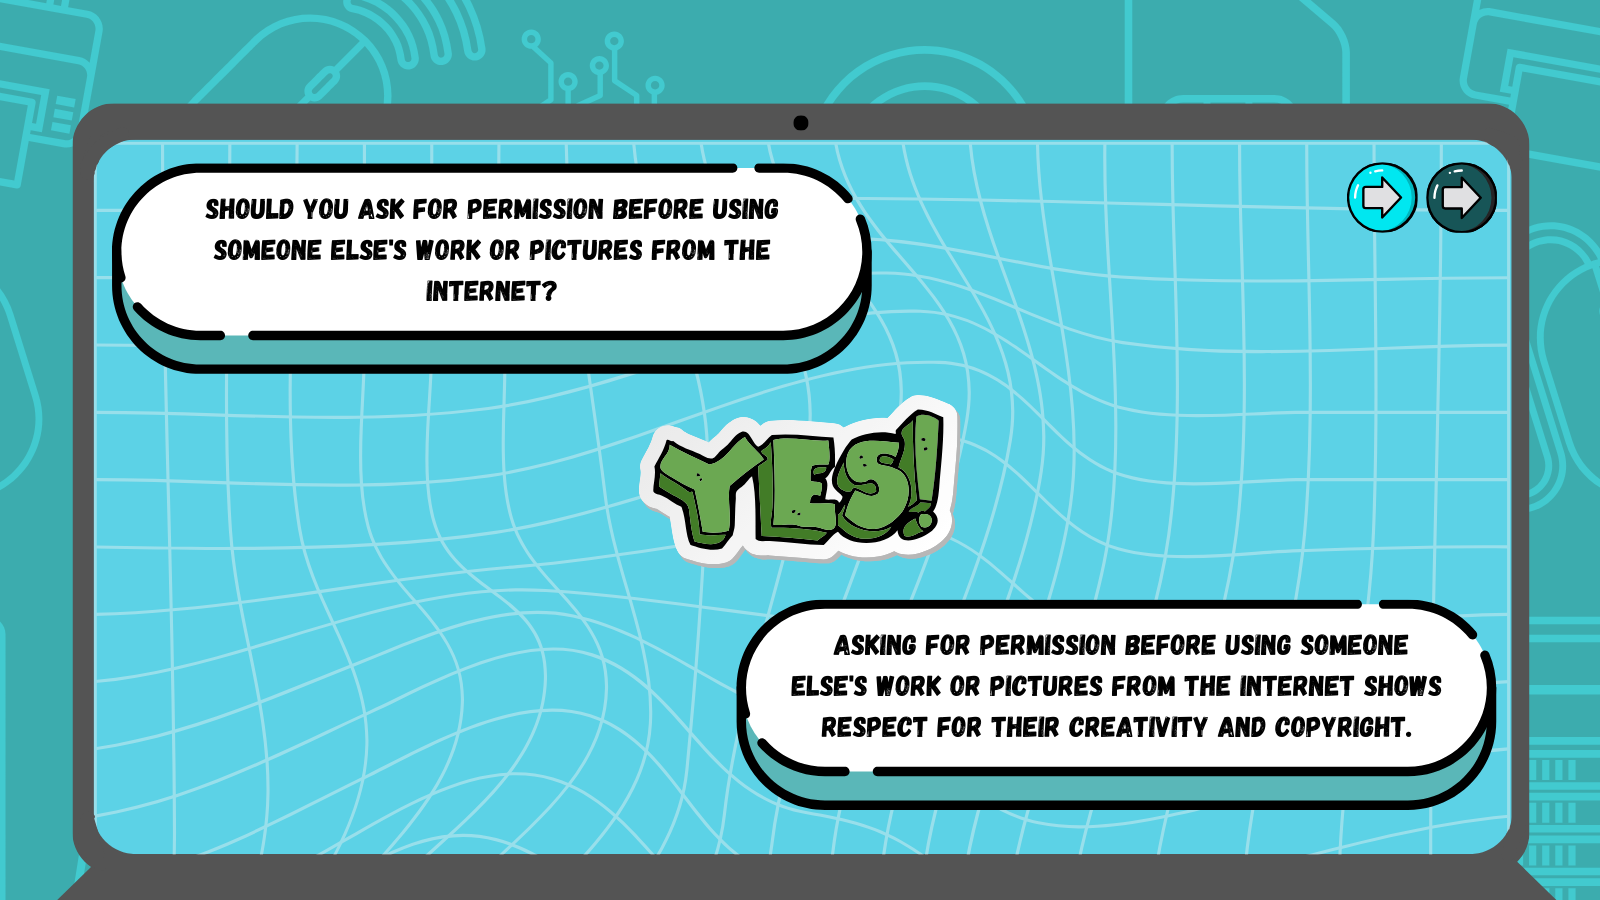 SHOULD YOU ASK FOR PERMISSION BEFORE USING
SOMEONE ELSE'S WORK OR PICTURES FROM THE
INTERNET?
YES!
ASKING FOR PERMISSION BEFORE USING SOMEONE
ELSE'S WORK OR PICTURES FROM THE INTERNET SHOWS
RESPECT FOR THEIR CREATIVITY AND COPYRIGHT.